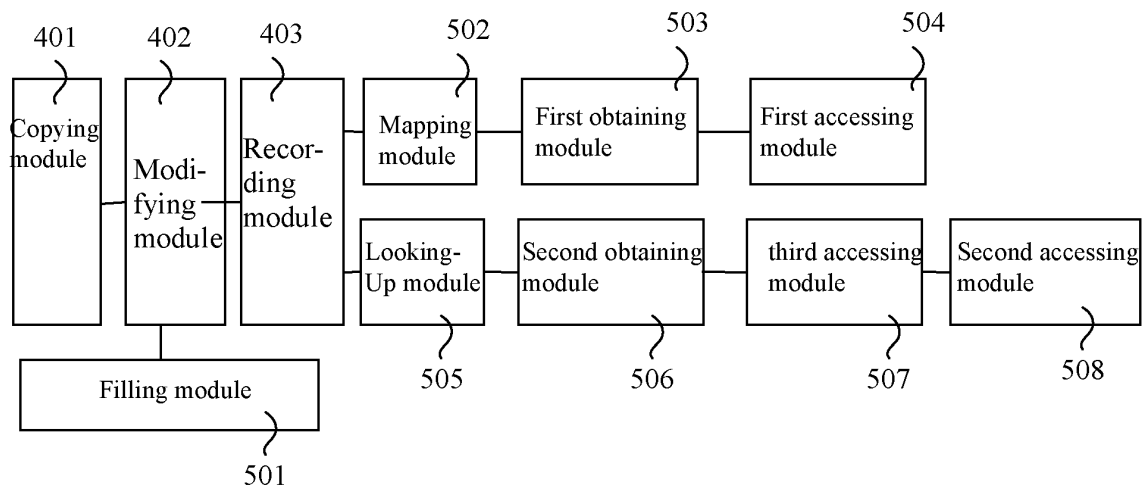 401
402
403
502
503
504
Copying
module
Modi-
fying
module
Recor-
ding
module
Mapping
module
First obtaining
module
First accessing
module
Looking-
Up module
Second obtaining
module
third accessing
module
Second accessing
module
505
506
507
508
Filling module
501